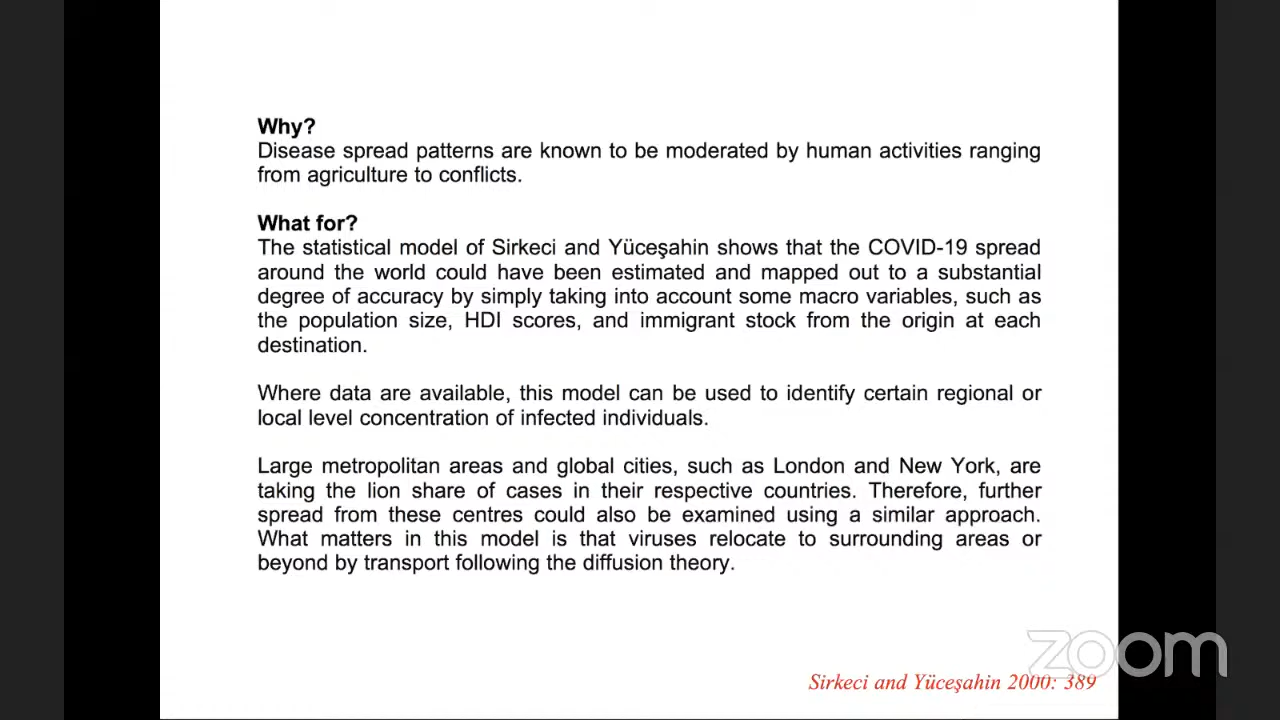 Why?
Disease spread patterns are known to be moderated by human activities ranging
from agriculture to conflicts.
What for?
The statistical model of Sirkeci and Yüceşahin shows that the COVID-19 spread
around the world could have been estimated and mapped out to a substantial
degree of accuracy by simply taking into account some macro variables, such as
the population size, HDI scores, and immigrant stock from the origin at each
destination.
Where data are available, this model can be used to identify certain regional or
local level concentration of infected individuals.
Large metropolitan areas and global cities, such as London and New York, are
taking the lion share of cases in their respective countries. Therefore, further
spread from these centres could also be examined using a similar approach.
What matters in this model is that viruses relocate to surrounding areas or
beyond by transport following the diffusion theory.
zoom
Sirkeci and Yüceşahin 2000: 389